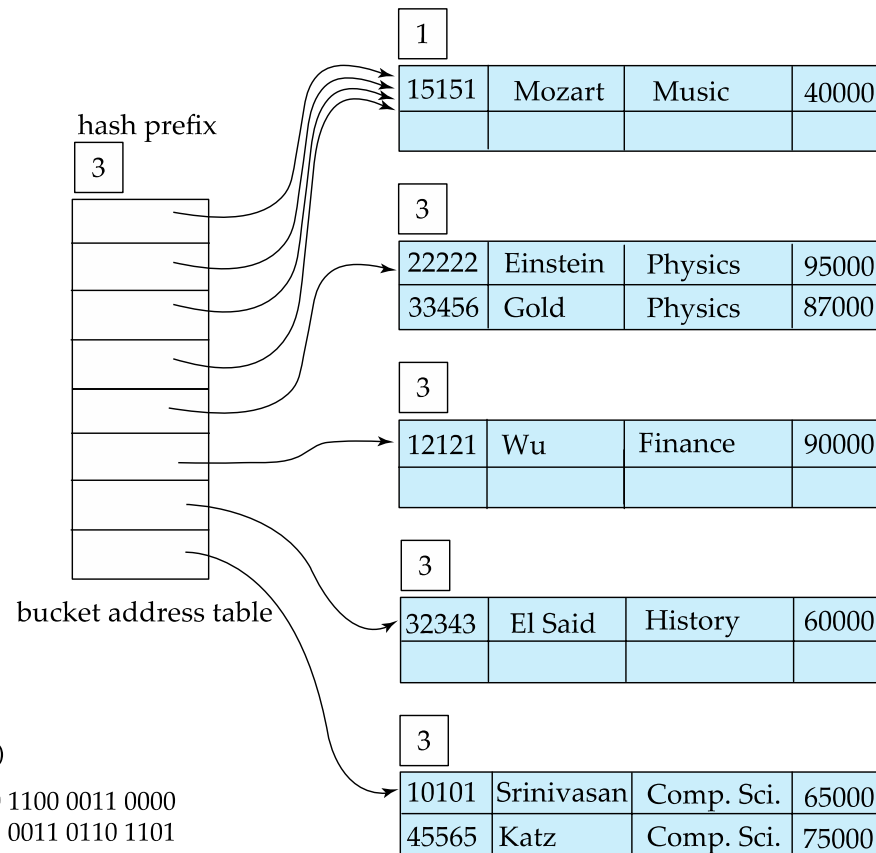 hash prefix
3
bucket address table
1
15151 Mozart Music 40000
3
22222 Einstein Physics 95000
33456 Gold Physics 87000
3
12121 Wu Finance 90000
3
32343 El Said History 60000
3
10101 Srinivasan Comp. Sci. 65000
45565 Katz Comp. Sci. 75000
)
1100 0011 0000
0011 0110 1101